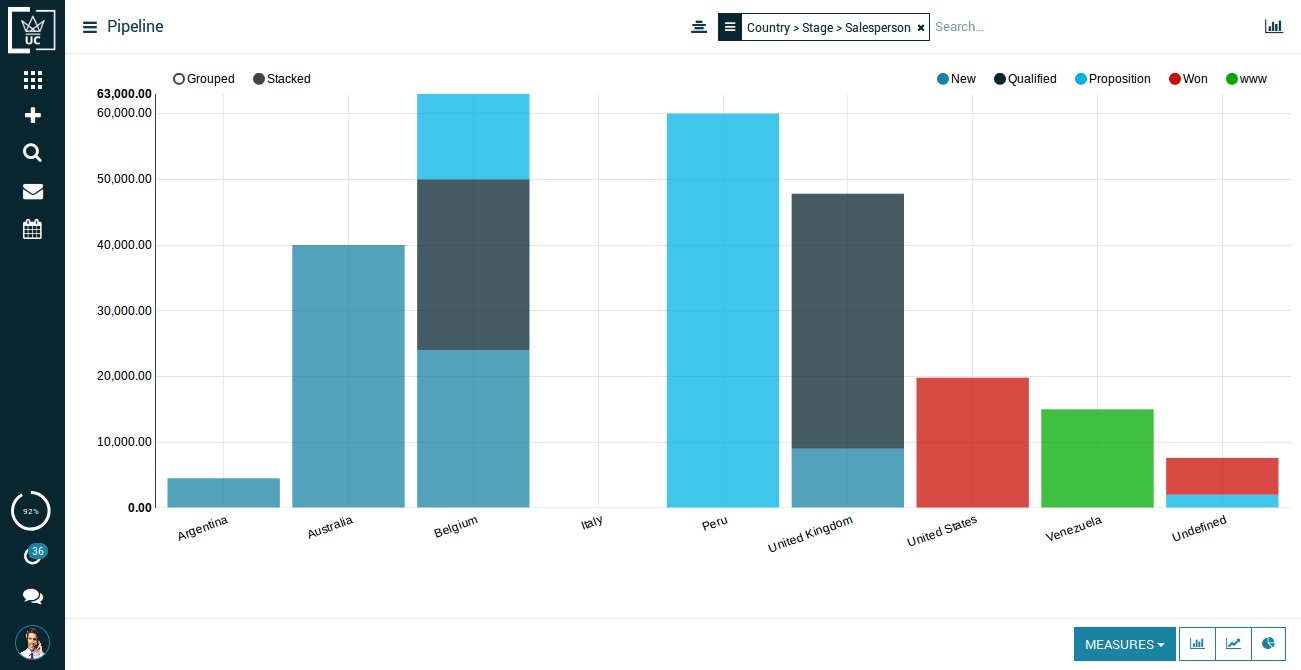 UC
Pipeline
Country > Stage > Salesperson ×
Search...
Grouped Stacked
New Qualified Proposition Won www
63,000.00
60,000.00
50,000.00
40,000.00
30,000.00
20,000.00
10,000.00
0.00
Argentina Australia Belgium Italy Peru United Kingdom United States Venezuela Undefined
92%
36
MEASURES